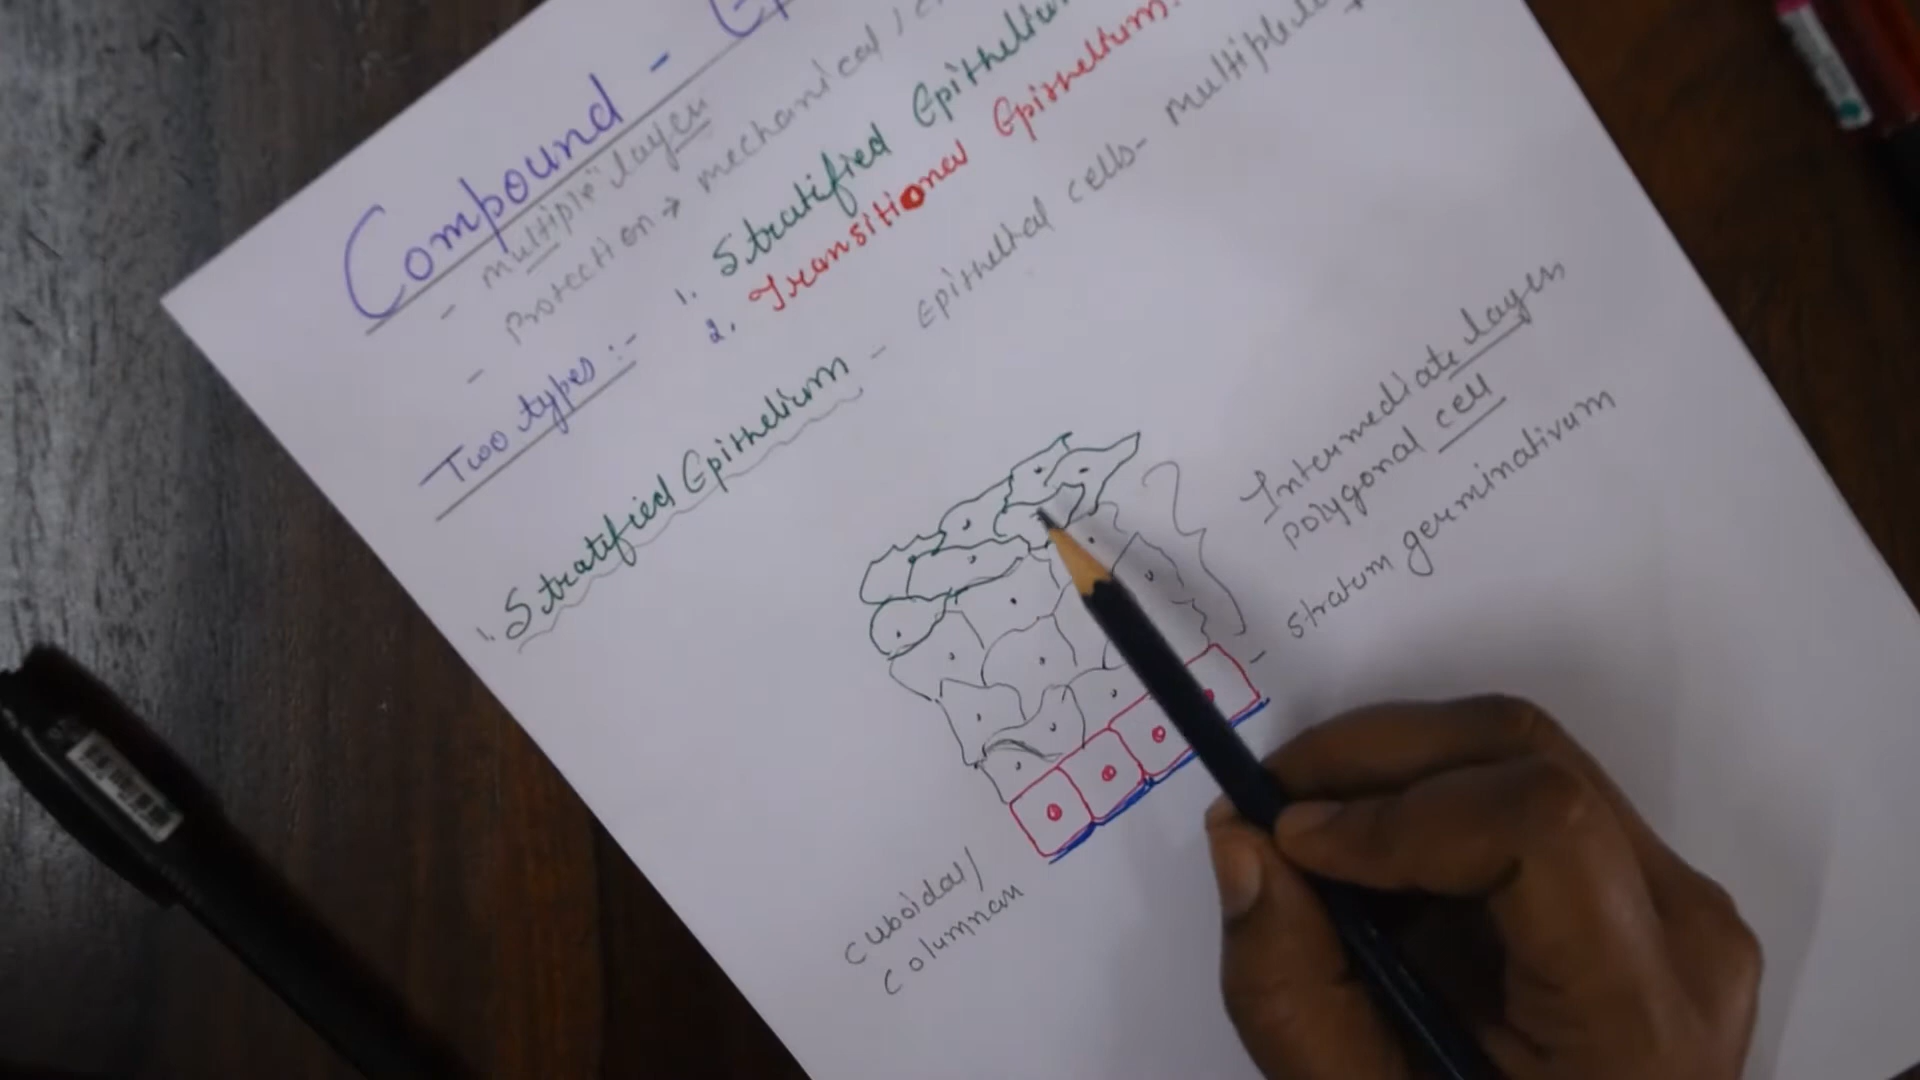 Compound - Ep
- multiple layer
- Protection → mechanical /
Two types :- 1. Stratified Epithelium
2. Transitional Epithelium.
1. Stratified Epithelium - Epithelial cells- multiple
Intermediate layer
polygonal cell
- stratum germinativum
cuboidal/
columnar